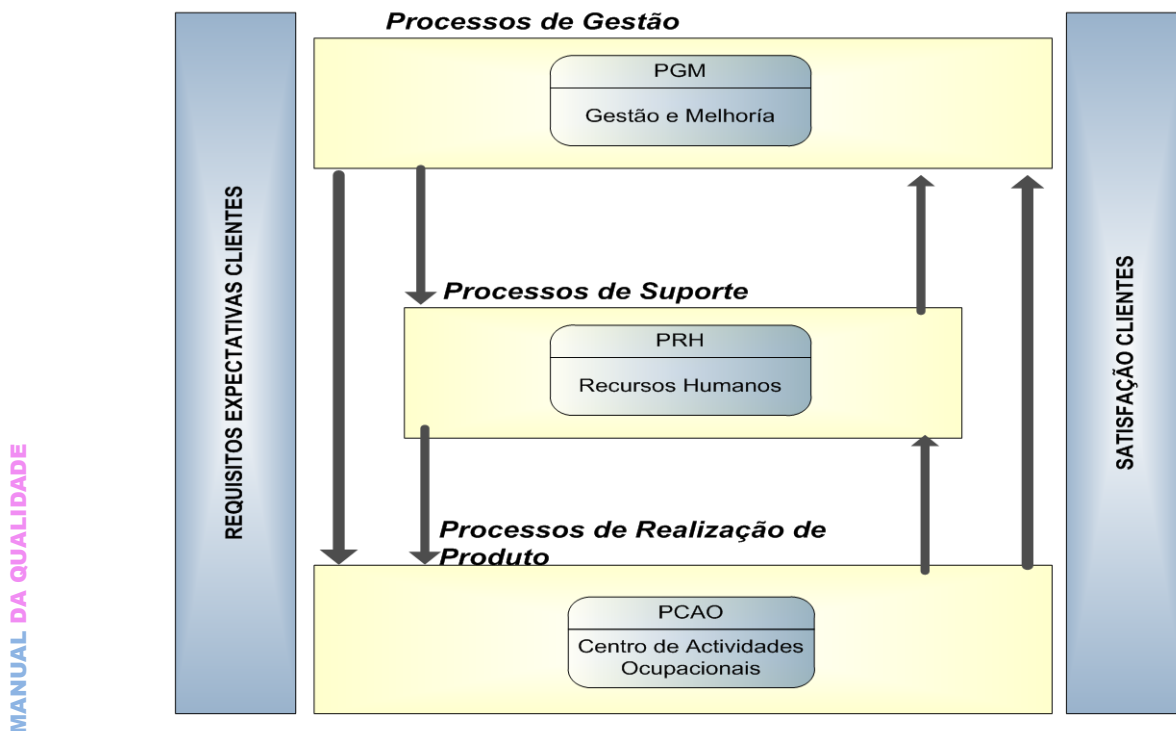 Processos de Gestão
PGM
Gestão e Melhoría
REQUISITOS EXPECTATIVAS CLIENTES
SATISFAÇÃO CLIENTES
Processos de Suporte
PRH
Recursos Humanos
Processos de Realização de
Produto
PCAO
Centro de Actividades
Ocupacionais
MANUAL DA QUALIDADE